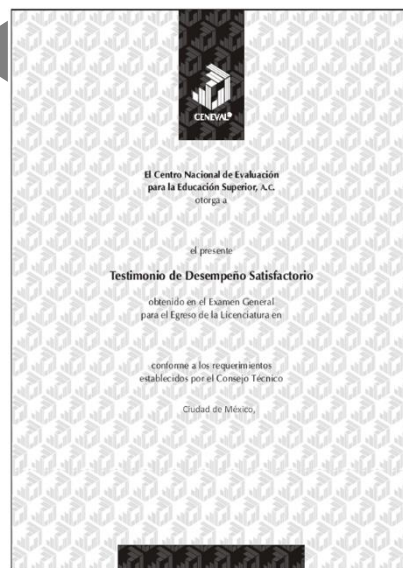 CENEVAL®
El Centro Nacional de Evaluación
para la Educación Superior, A.C.
otorga a
el presente
Testimonio de Desempeño Satisfactorio
obtenido en el Examen General
para el Egreso de la Licenciatura en
conforme a los requerimientos
establecidos por el Consejo Técnico
Ciudad de México,